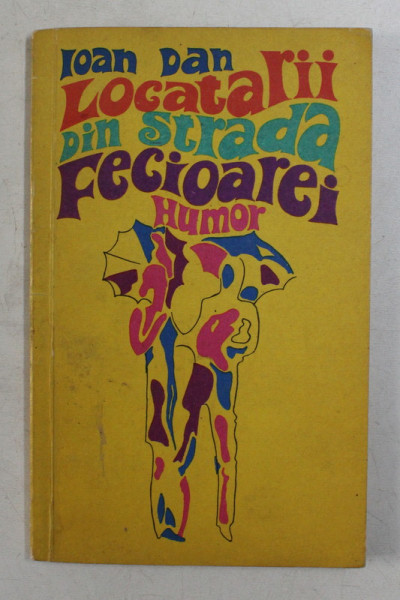 Ioan Dan
Locatarii
din strada
Fecioarei
Humor